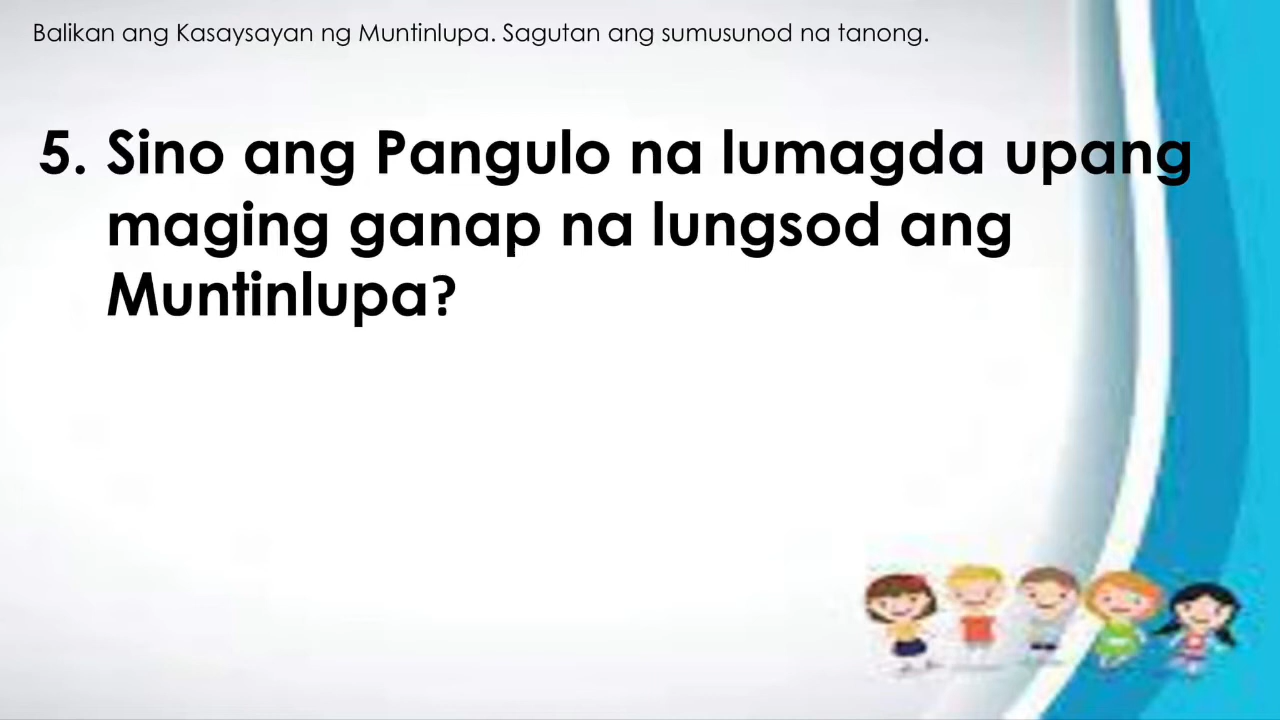 Balikan ang Kasaysayan ng Muntinlupa. Sagutan ang sumusunod na tanong.
5. Sino ang Pangulo na lumagda upang
maging ganap na lungsod ang
Muntinlupa?